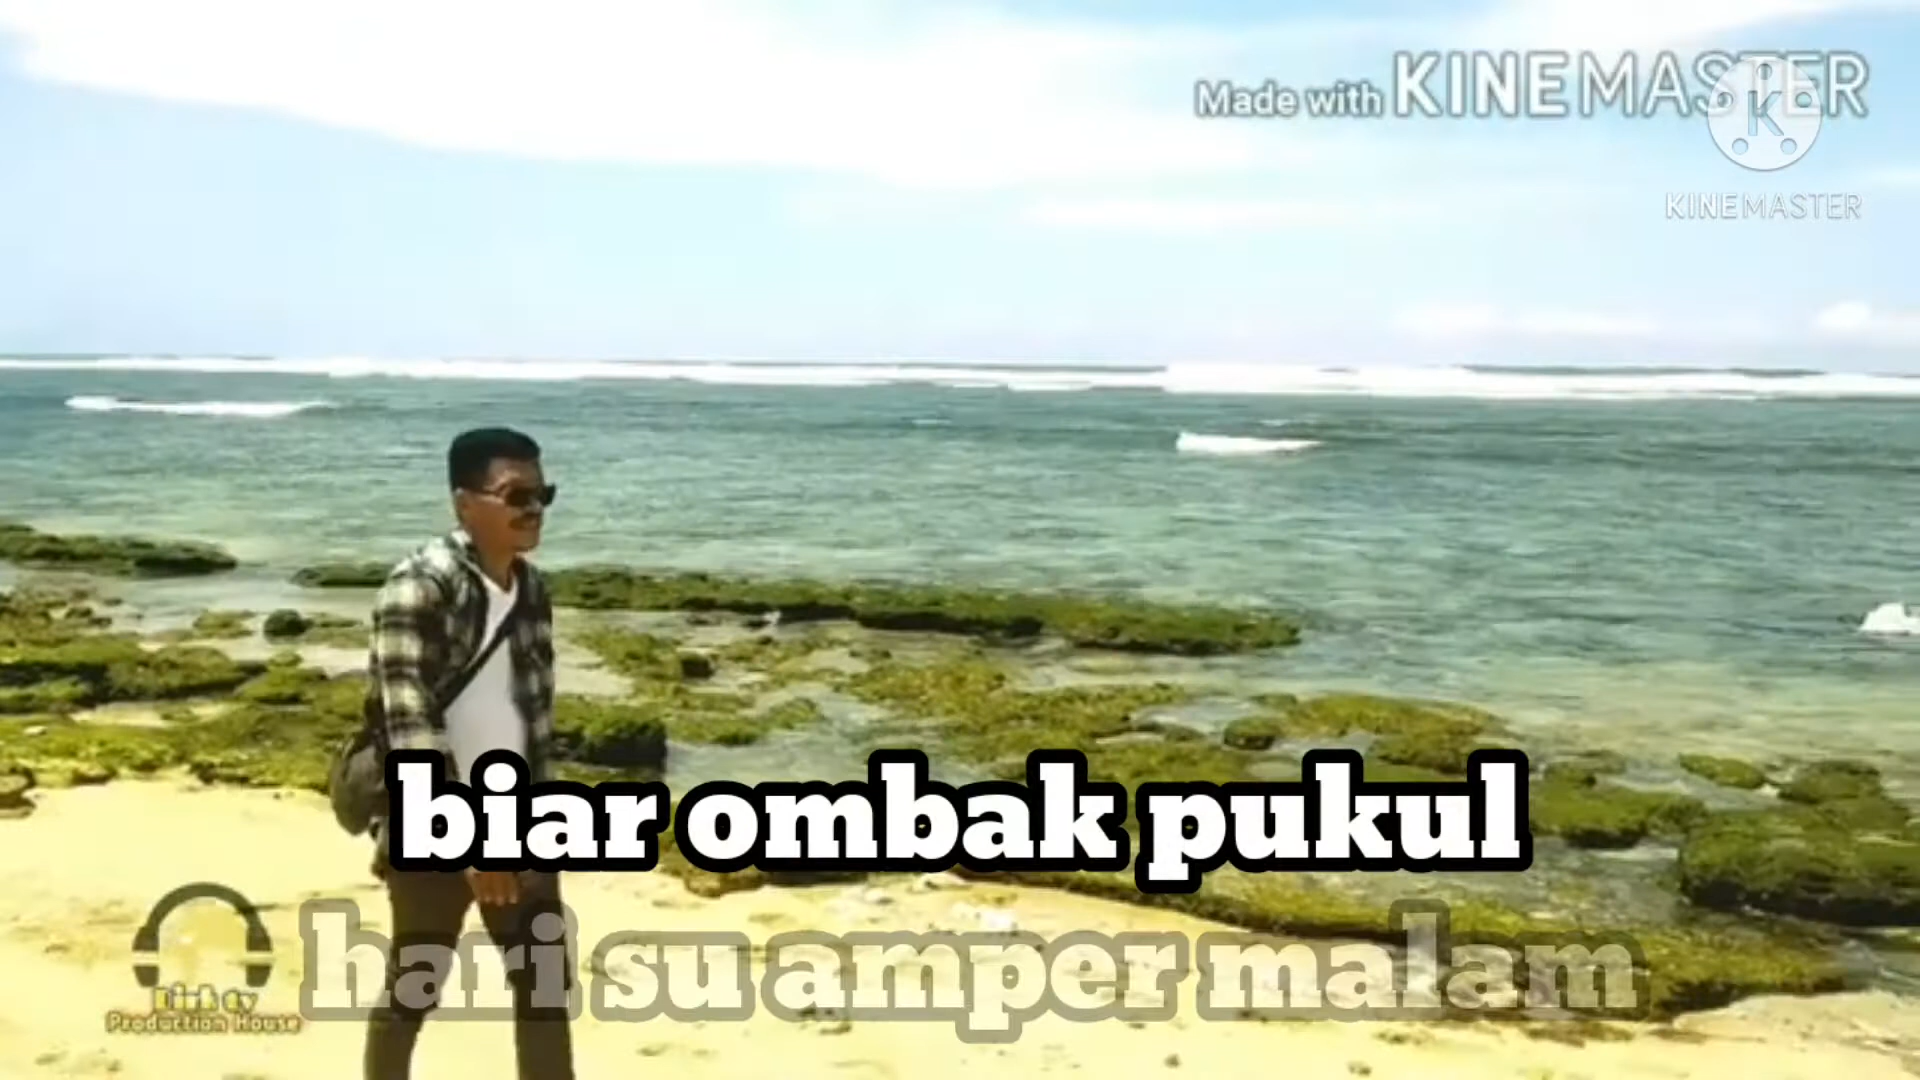 Made with KINEMASTER
K
KINEMASTER
biar ombak pukul
hari su amper malam
Production House